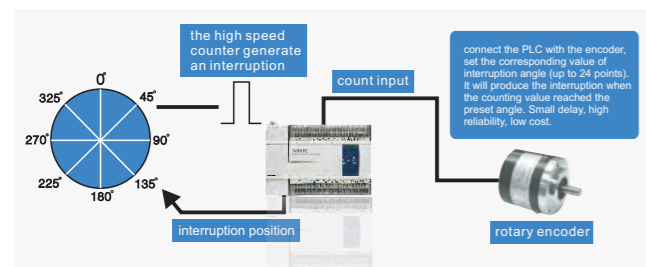 the high speed
counter generate
an interruption
connect the PLC with the encoder,
set the corresponding value of
interruption angle (up to 24 points).
It will produce the interruption when
the counting value reached the
preset angle. Small delay, high
reliability, low cost.
count input
0°
325°
45°
270°
90°
225°
135°
180°
interruption position
rotary encoder